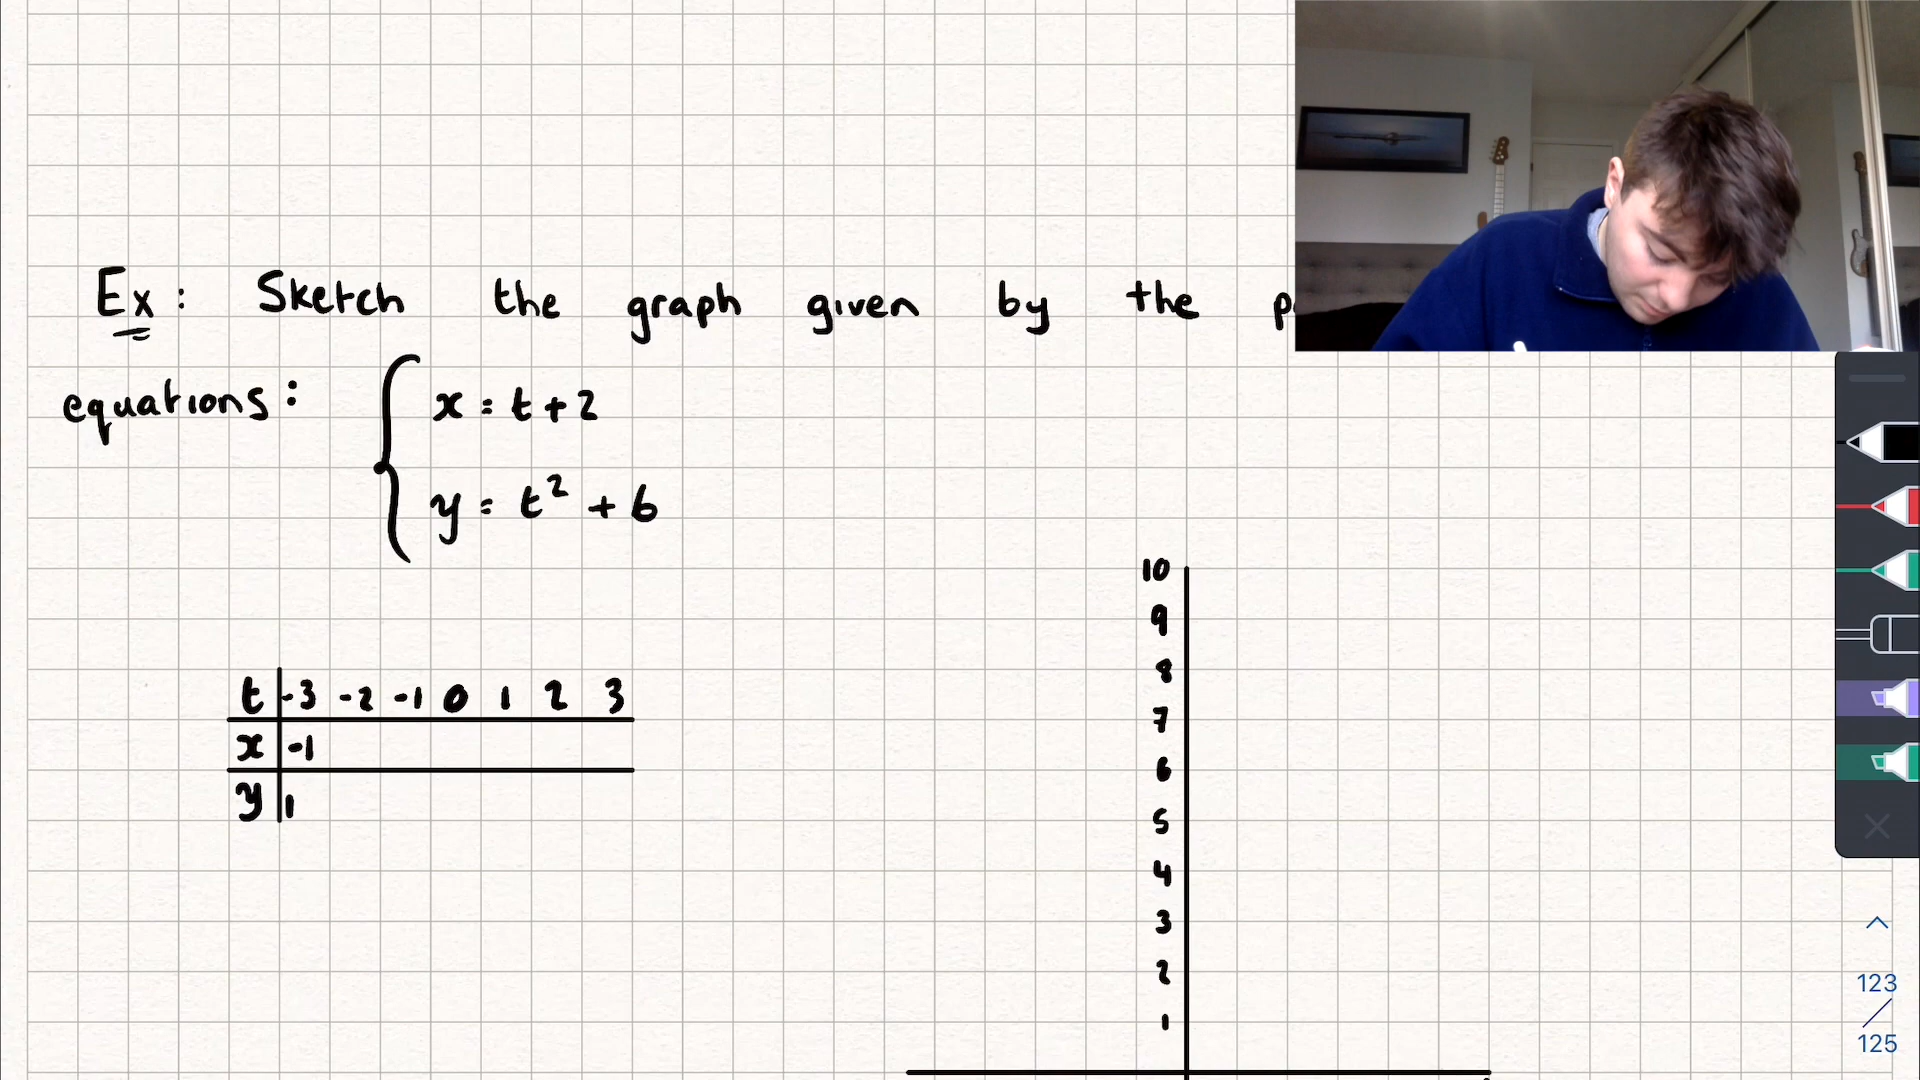 Ex: Sketch the graph given by the
equations:
x = t + 2
y = t² + 6
t -3 -2 -1 0 1 2 3
x -1
y 1
10
9
8
7
6
5
4
3
2
1
123
/
125